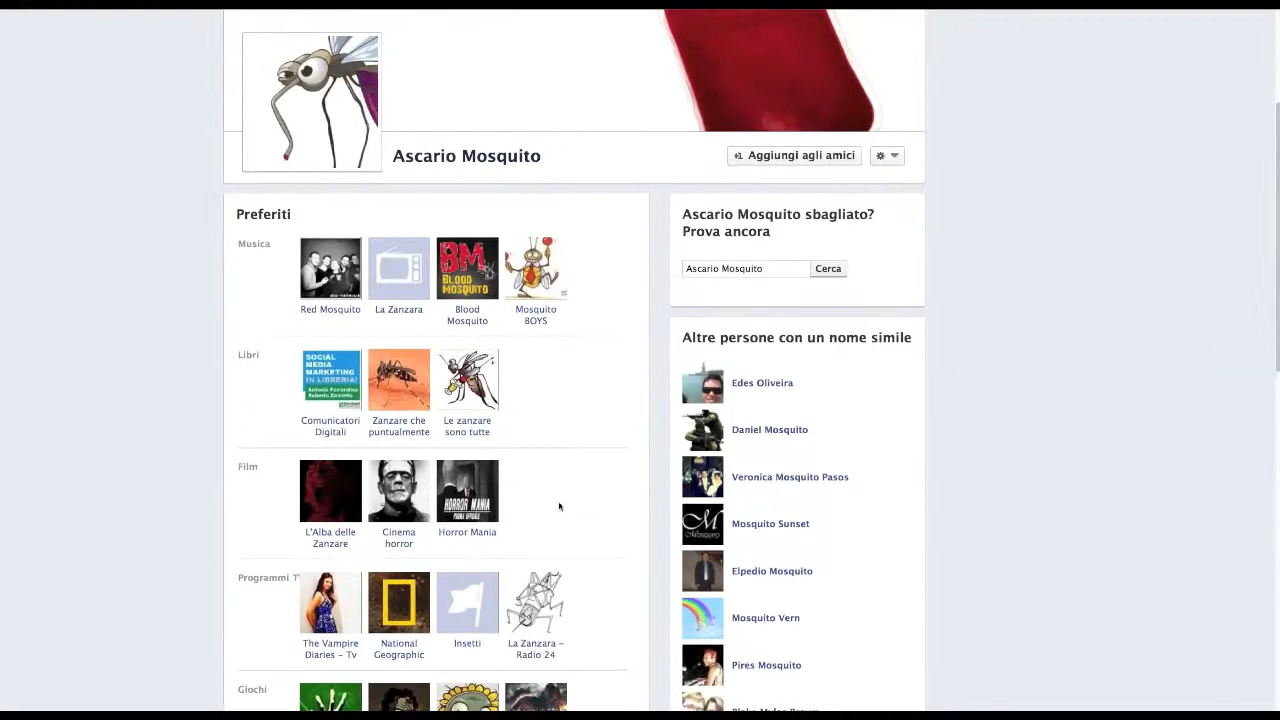 Ascario Mosquito
+1 Aggiungi agli amici
Preferiti
Musica
Red Mosquito
La Zanzara
BM
BLOOD
MOSQUITO
Blood
Mosquito
Mosquito
BOYS
Libri
SOCIAL
MEDIA
MARKETING
IN LIBRERIA!
Comunicatori
Digitali
Zanzare che
puntualmente
Le zanzare
sono tutte
Film
L'Alba delle
Zanzare
Cinema
horror
HORROR MANIA
PAGINA UFFICIALE
Horror Mania
Programmi T
The Vampire
Diaries - Tv
National
Geographic
Insetti
La Zanzara -
Radio 24
Giochi
Ascario Mosquito sbagliato?
Prova ancora
Ascario Mosquito
Cerca
Altre persone con un nome simile
Edes Oliveira
Daniel Mosquito
Veronica Mosquito Pasos
M
Mosquito Sunset
Elpedio Mosquito
Mosquito Vern
Pires Mosquito